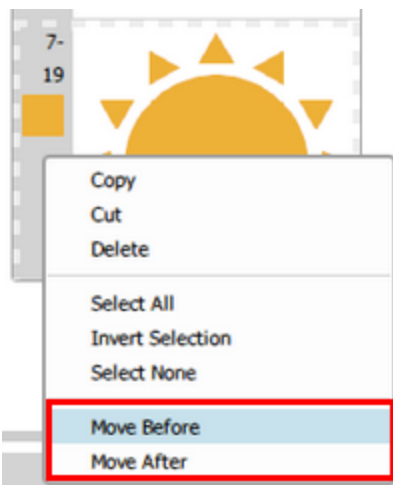 7-
19
Copy
Cut
Delete
Select All
Invert Selection
Select None
Move Before
Move After